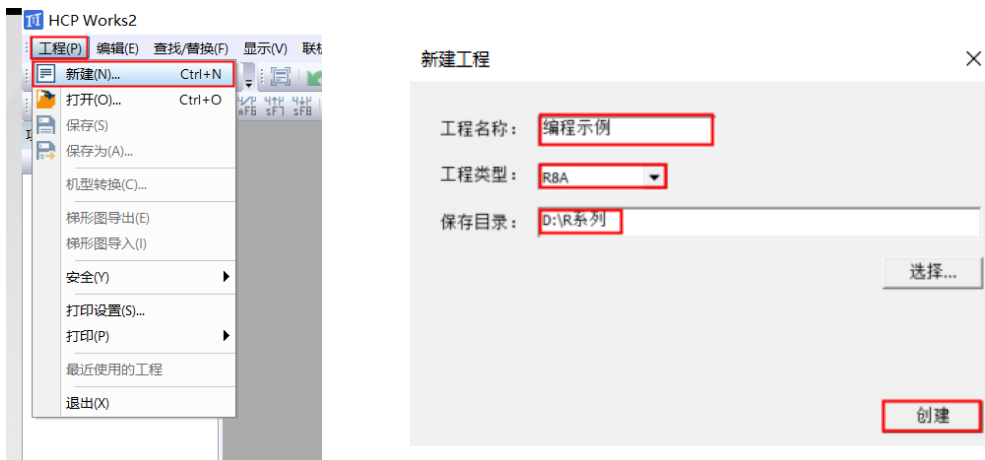 HCP Works2
工程(P) 编辑(E) 查找/替换(F) 显示(V)
新建(N)... Ctrl+N
打开(O)... Ctrl+O
保存(S)
保存为(A)...
机型转换(C)...
梯形图导出(E)
梯形图导入(I)
安全(Y)
打印设置(S)...
打印(P)
最近使用的工程
退出(X)
sF7 sF8
新建工程
工程名称：编程示例
工程类型：R8A
保存目录：D:\R系列
选择...
创建